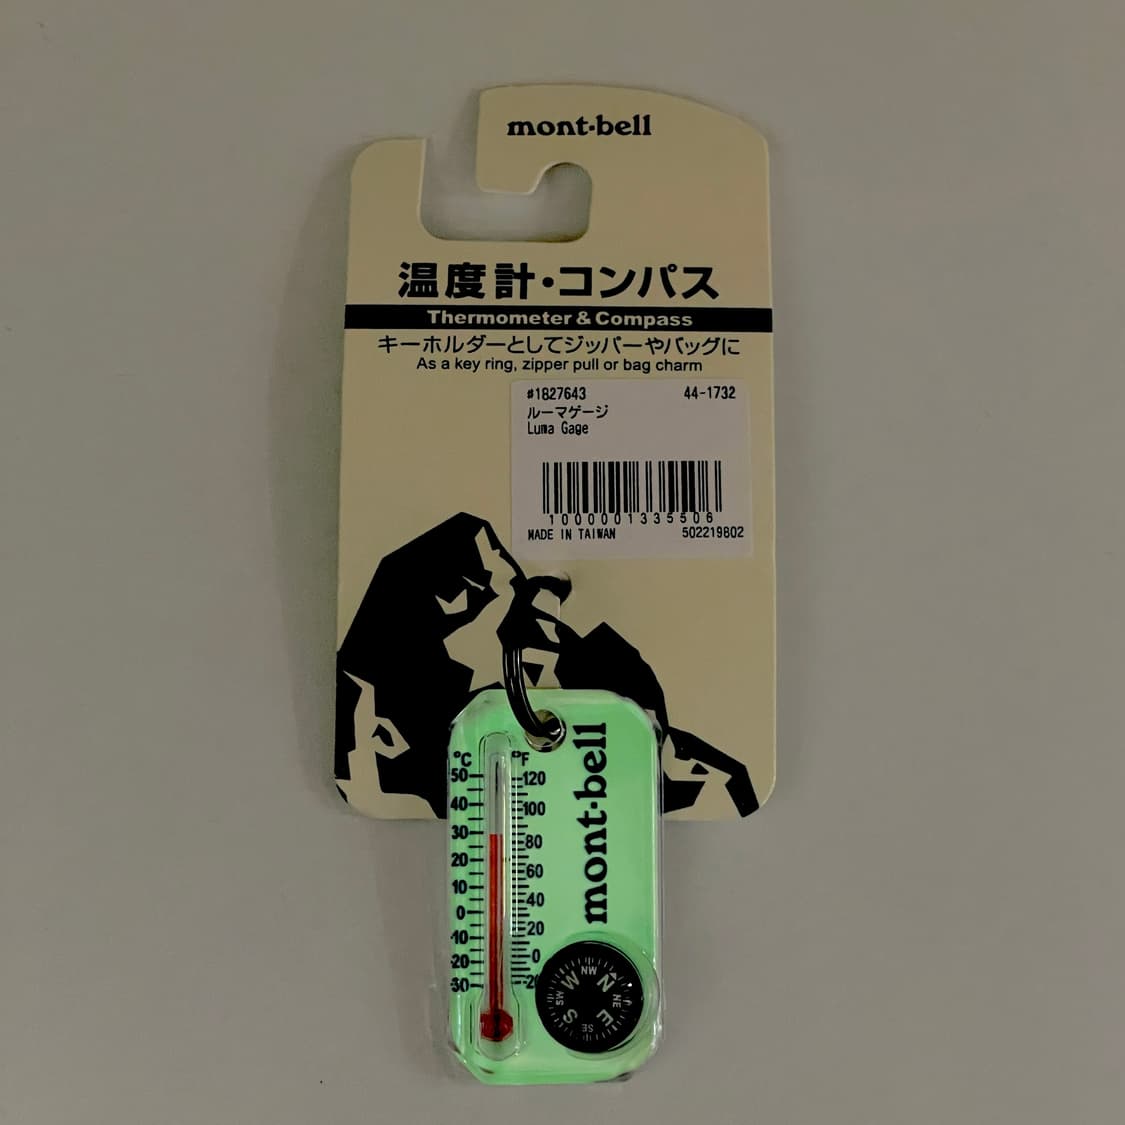 mont-bell
温度計・コンパス
Thermometer & Compass
キーホルダーとしてジッパーやバッグに
As a key ring, zipper pull or bag charm
#1827643 44-1732
ルーマゲージ
Luma Gage
1000001335506
MADE IN TAIWAN 502219802
°C °F
50 120
40 100
30 80
20 60
10 40
0 20
-10 0
-20 -20
-30
mont-bell
N
NE
E
SE
S
SW
W
NW